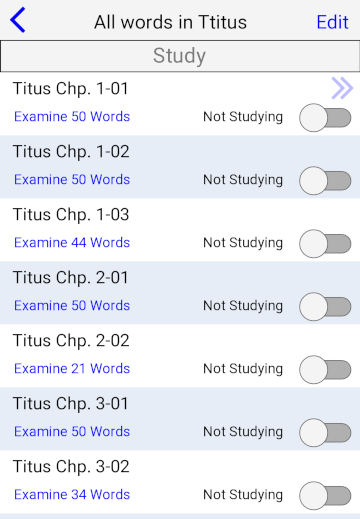 All words in Ttitus Edit
Study
Titus Chp. 1-01
Examine 50 Words Not Studying
Titus Chp. 1-02
Examine 50 Words Not Studying
Titus Chp. 1-03
Examine 44 Words Not Studying
Titus Chp. 2-01
Examine 50 Words Not Studying
Titus Chp. 2-02
Examine 21 Words Not Studying
Titus Chp. 3-01
Examine 50 Words Not Studying
Titus Chp. 3-02
Examine 34 Words Not Studying